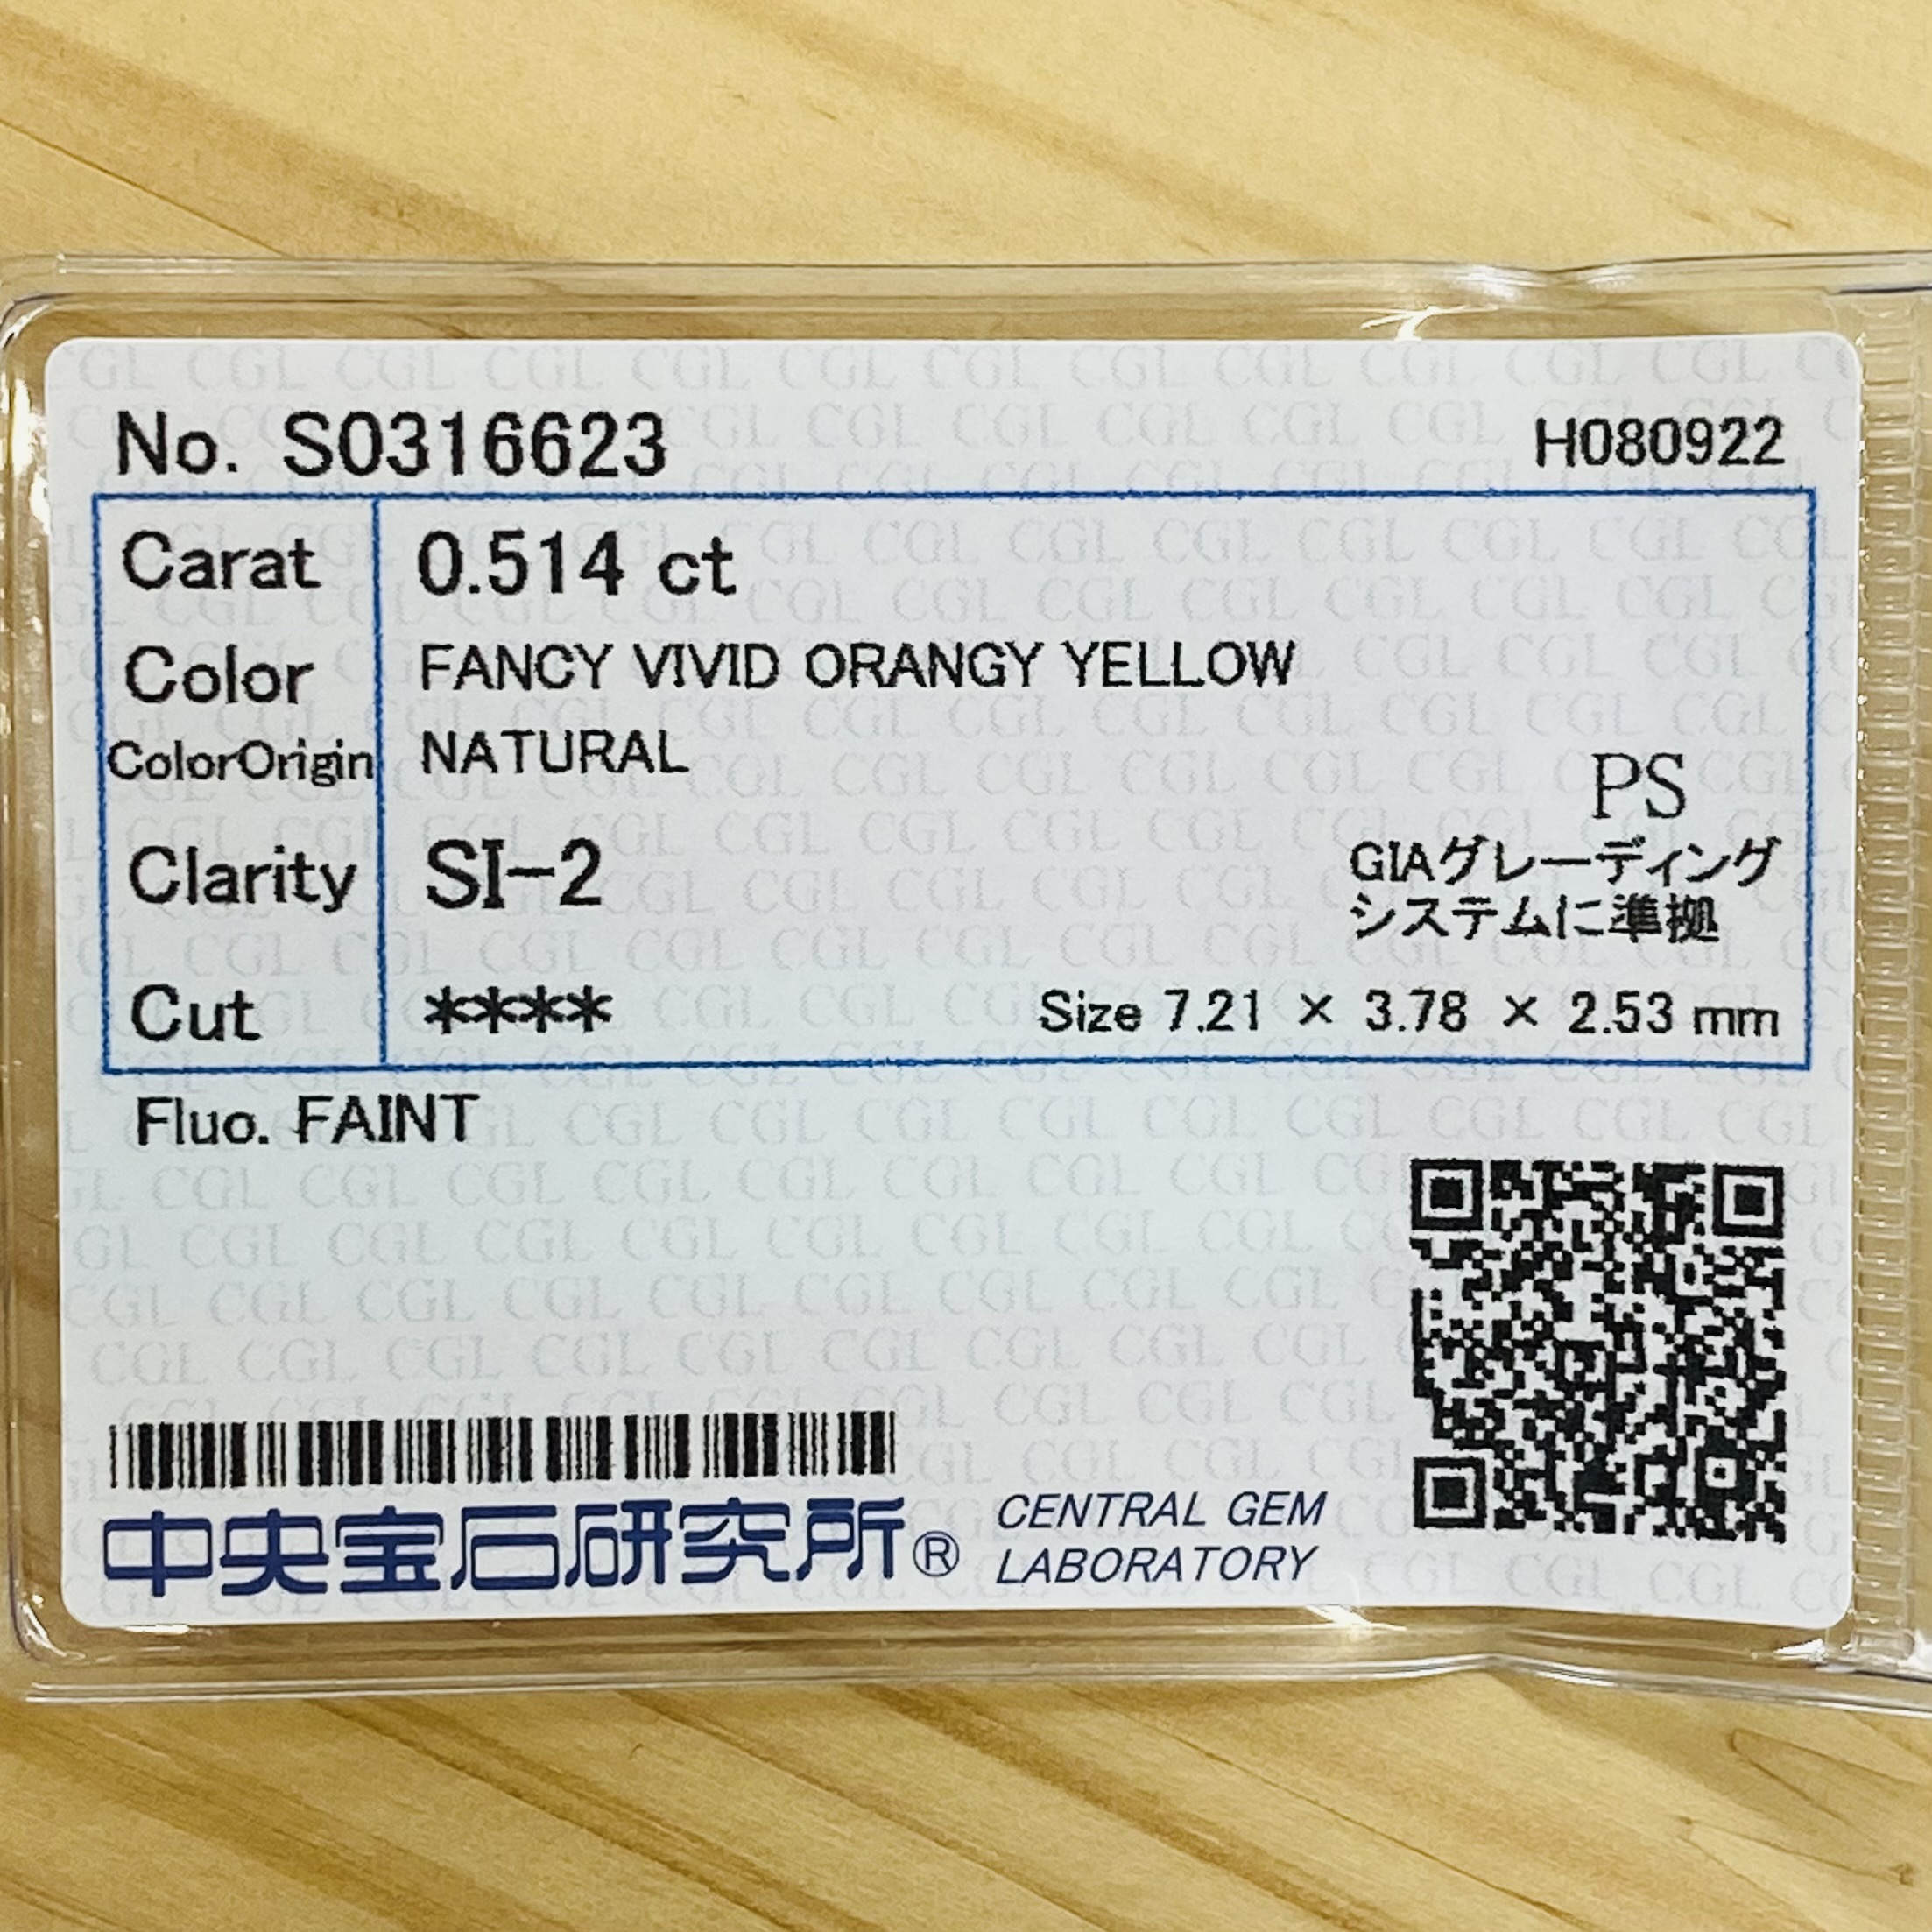 No. S0316623
H080922
Carat 0.514 ct
Color FANCY VIVID ORANGY YELLOW
ColorOrigin NATURAL
PS
Clarity SI-2
GIAグレーディング
システムに準拠
Cut ****
Size 7.21 × 3.78 × 2.53 mm
Fluo. FAINT
中央宝石研究所®
CENTRAL GEM
LABORATORY